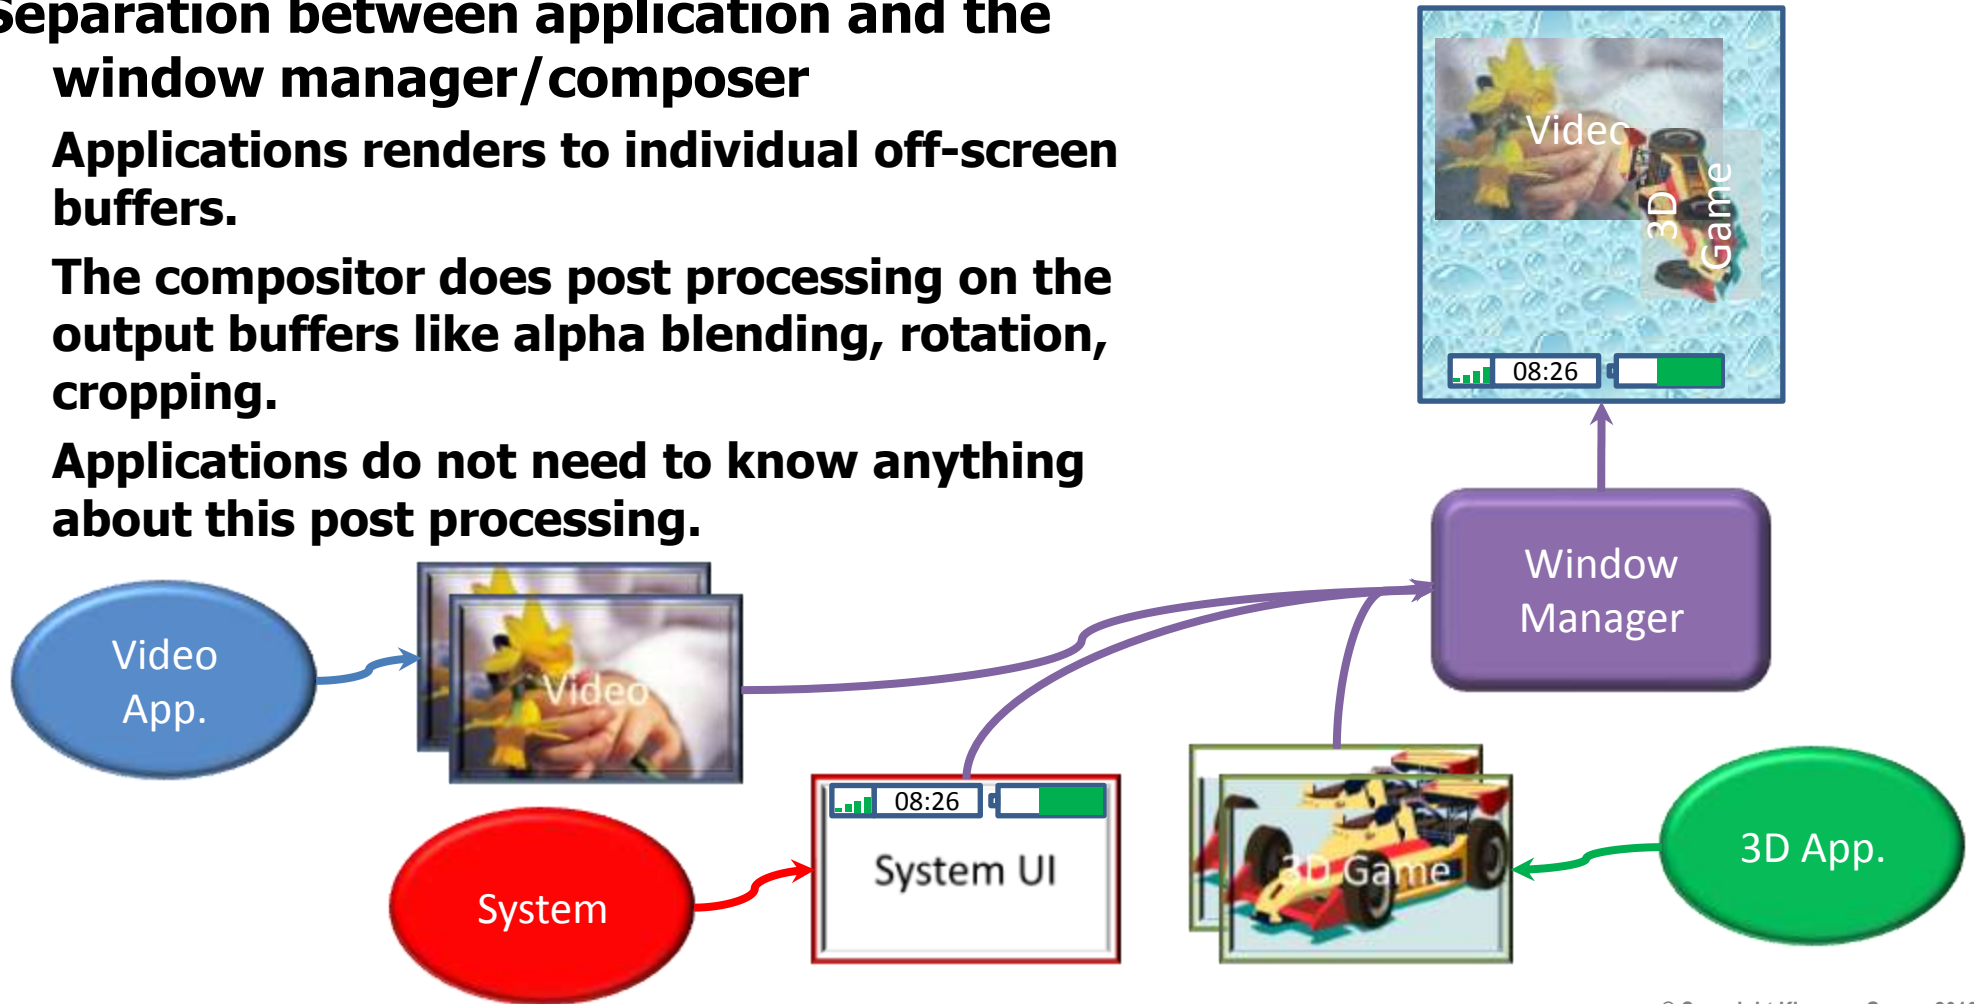 Separation between application and the
window manager/composer
Applications renders to individual off-screen
buffers.
The compositor does post processing on the
output buffers like alpha blending, rotation,
cropping.
Applications do not need to know anything
about this post processing.
Video
3D
Game
08:26
Window
Manager
Video
App.
Video
08:26
System UI
System
3D Game
3D App.